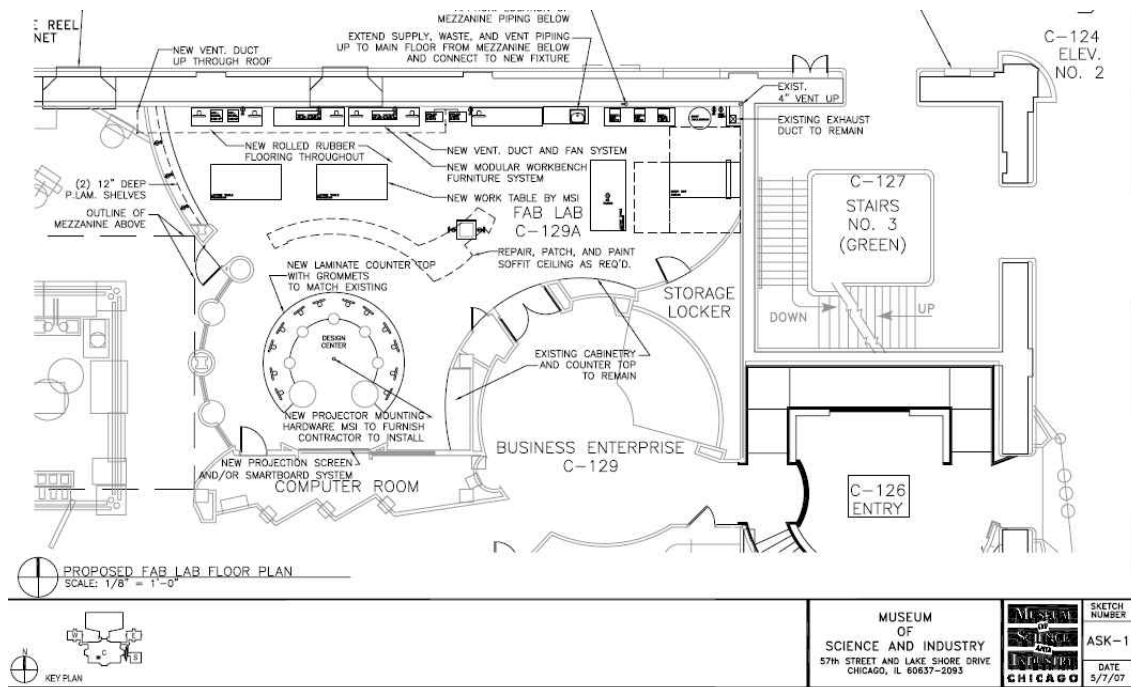 E REEL
NET
MEZZANINE PIPING BELOW
EXTEND SUPPLY, WASTE, AND VENT PIPIING
UP TO MAIN FLOOR FROM MEZZANINE BELOW
AND CONNECT TO NEW FIXTURE
NEW VENT. DUCT
UP THROUGH ROOF
C-124
ELEV.
NO. 2
EXIST.
4" VENT UP
EXISTING EXHAUST
DUCT TO REMAIN
NEW ROLLED RUBBER
FLOORING THROUGHOUT
NEW VENT. DUCT AND FAN SYSTEM
NEW MODULAR WORKBENCH
FURNITURE SYSTEM
NEW WORK TABLE BY MSI
(2) 12" DEEP
P.LAM. SHELVES
OUTLINE OF
MEZZANINE ABOVE
FAB LAB
C-129A
C-127
STAIRS
NO. 3
(GREEN)
REPAIR, PATCH, AND PAINT
SOFFIT CEILING AS REQ'D.
NEW LAMINATE COUNTER TOP
WITH GROMMETS
TO MATCH EXISTING
STORAGE
LOCKER
DOWN
UP
DESIGN
CENTER
EXISTING CABINETRY
AND COUNTER TOP
TO REMAIN
NEW PROJECTOR MOUNTING
HARDWARE MSI TO FURNISH
CONTRACTOR TO INSTALL
BUSINESS ENTERPRISE
C-129
NEW PROJECTION SCREEN
AND/OR SMARTBOARD SYSTEM
COMPUTER ROOM
C-126
ENTRY
PROPOSED FAB LAB FLOOR PLAN
SCALE: 1/8" = 1'-0"
N
W
E
C
S
KEY PLAN
MUSEUM
OF
SCIENCE AND INDUSTRY
57th STREET AND LAKE SHORE DRIVE
CHICAGO, IL 60637-2093
MUSEUM
OF
SCIENCE AND
INDUSTRY
CHICAGO
SKETCH
NUMBER
ASK-1
DATE
5/7/07